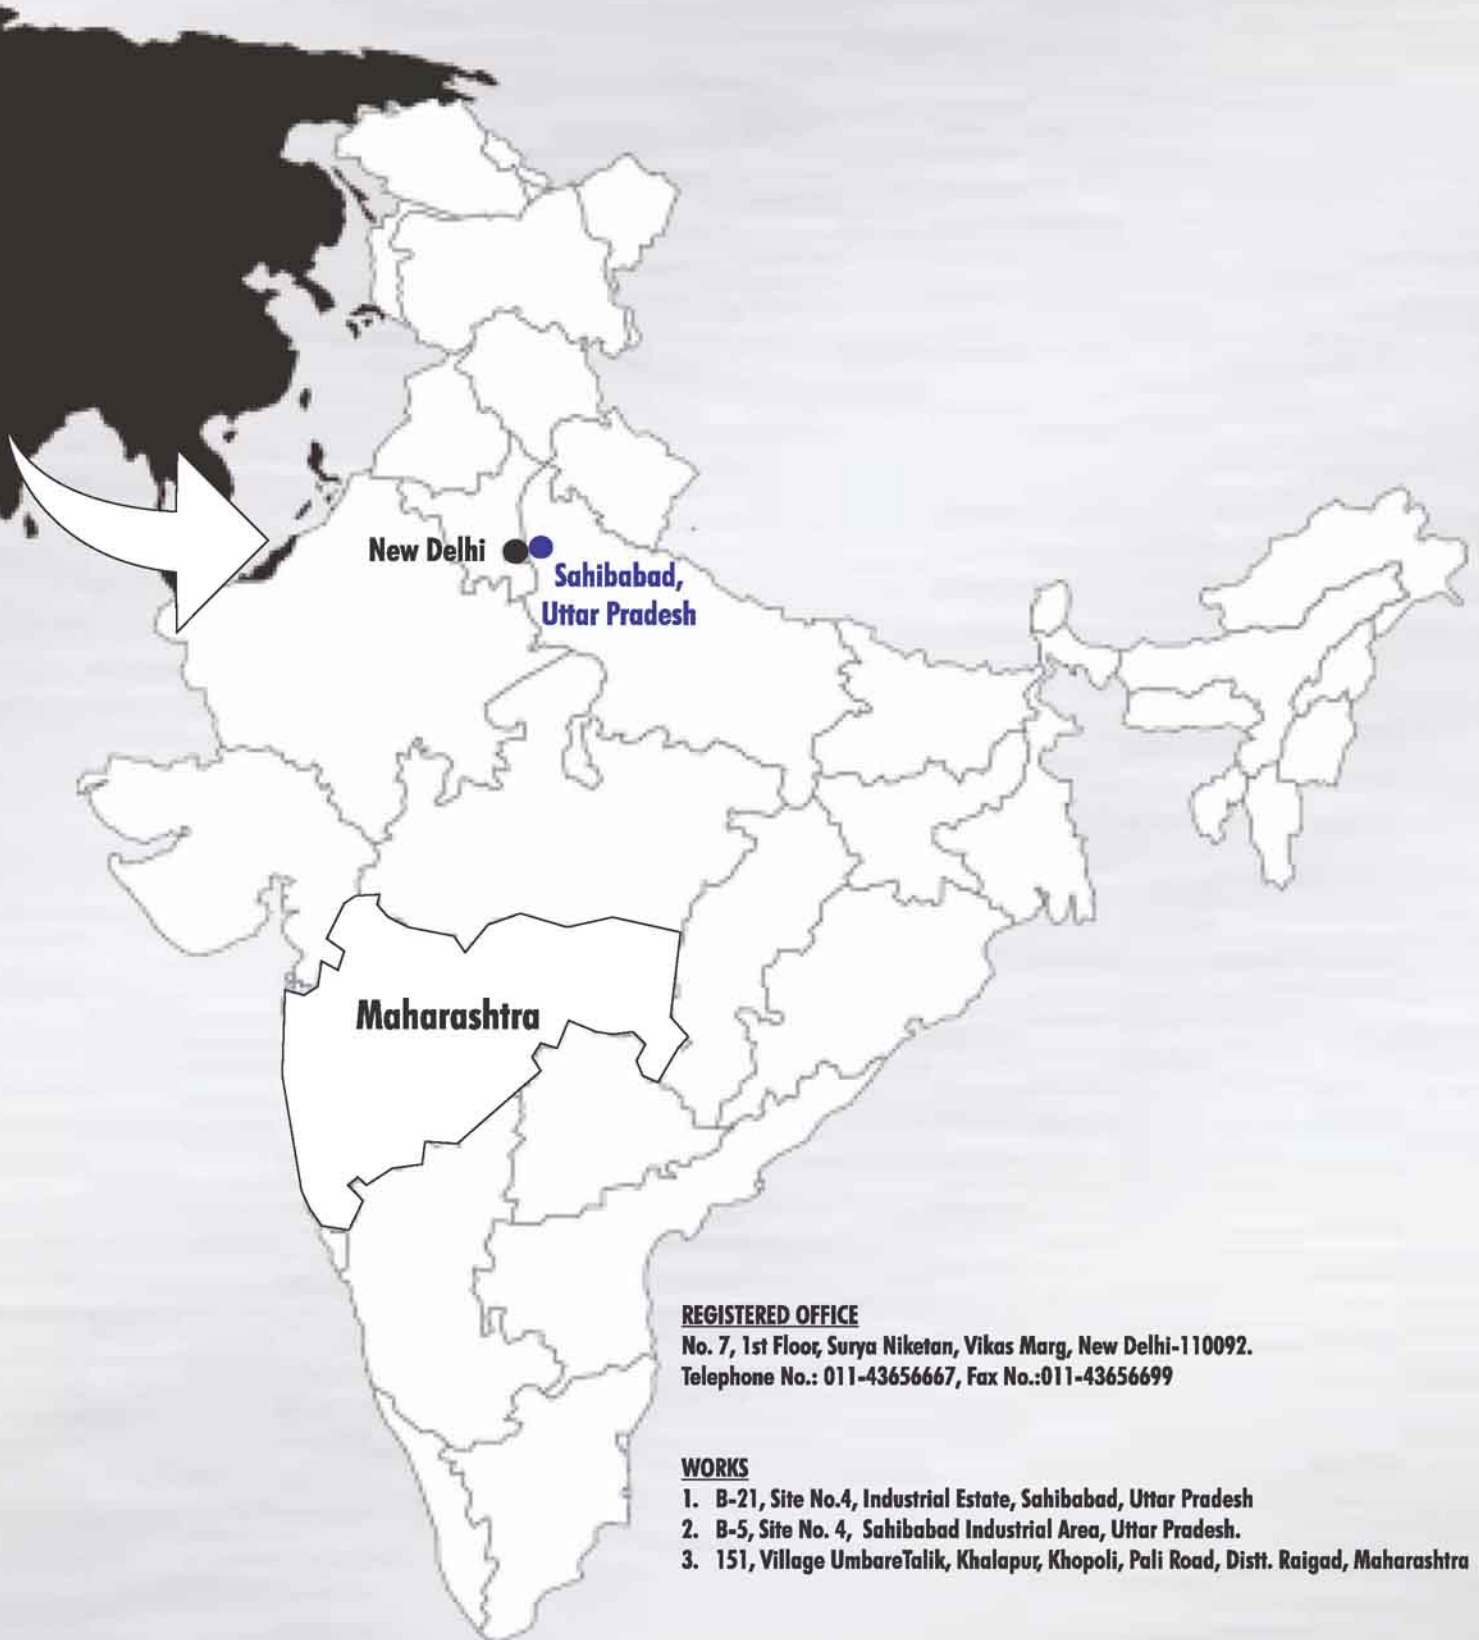 New Delhi
Sahibabad,
Uttar Pradesh
Maharashtra
REGISTERED OFFICE
No. 7, 1st Floor, Surya Niketan, Vikas Marg, New Delhi-110092.
Telephone No.: 011-43656667, Fax No.:011-43656699
WORKS
1. B-21, Site No.4, Industrial Estate, Sahibabad, Uttar Pradesh
2. B-5, Site No. 4, Sahibabad Industrial Area, Uttar Pradesh.
3. 151, Village UmbareTalik, Khalapur, Khopoli, Pali Road, Distt. Raigad, Maharashtra